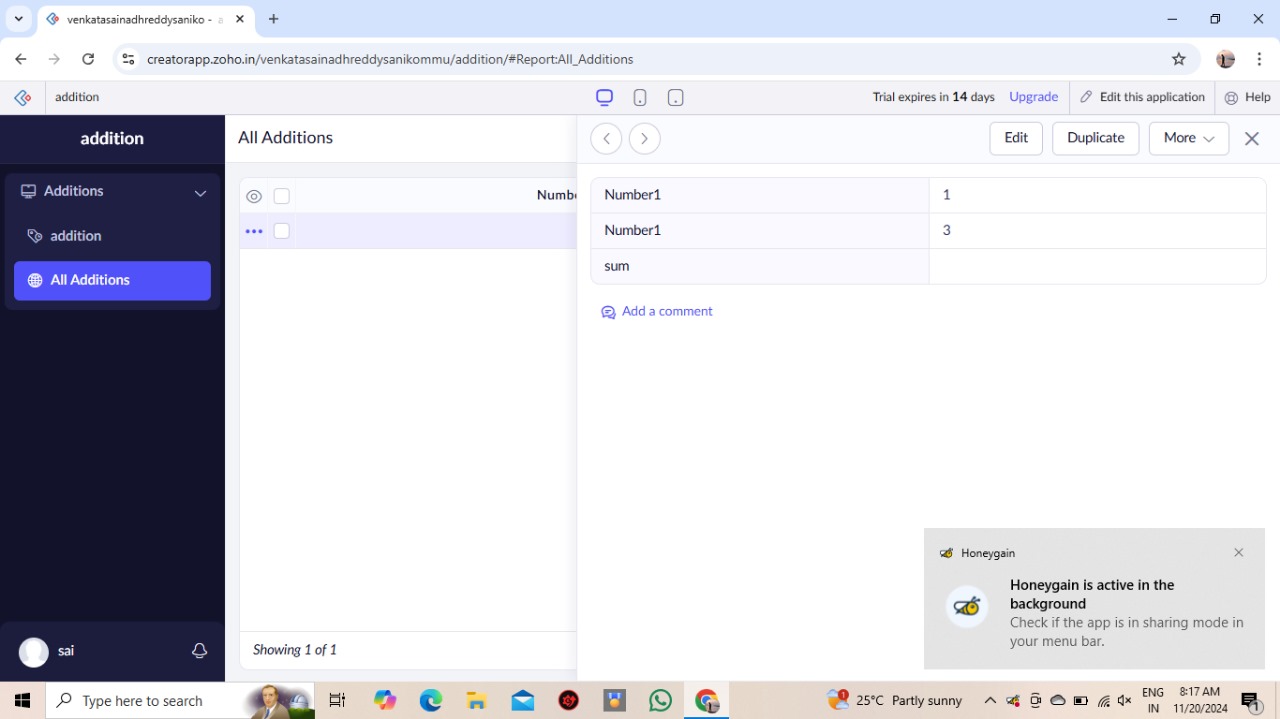 venkatasainadhreddysaniko - a
creatorapp.zoho.in/venkatasainadhreddysanikommu/addition/#Report:All_Additions
addition
Trial expires in 14 days
Upgrade
Edit this application
Help
addition
All Additions
Edit
Duplicate
More
Additions
addition
All Additions
Numbe
Number1
1
Number1
3
sum
Add a comment
Honeygain
Honeygain is active in the
background
Check if the app is in sharing mode in
your menu bar.
Showing 1 of 1
sai
Type here to search
1
25°C Partly sunny
ENG
IN
8:17 AM
11/20/2024
1